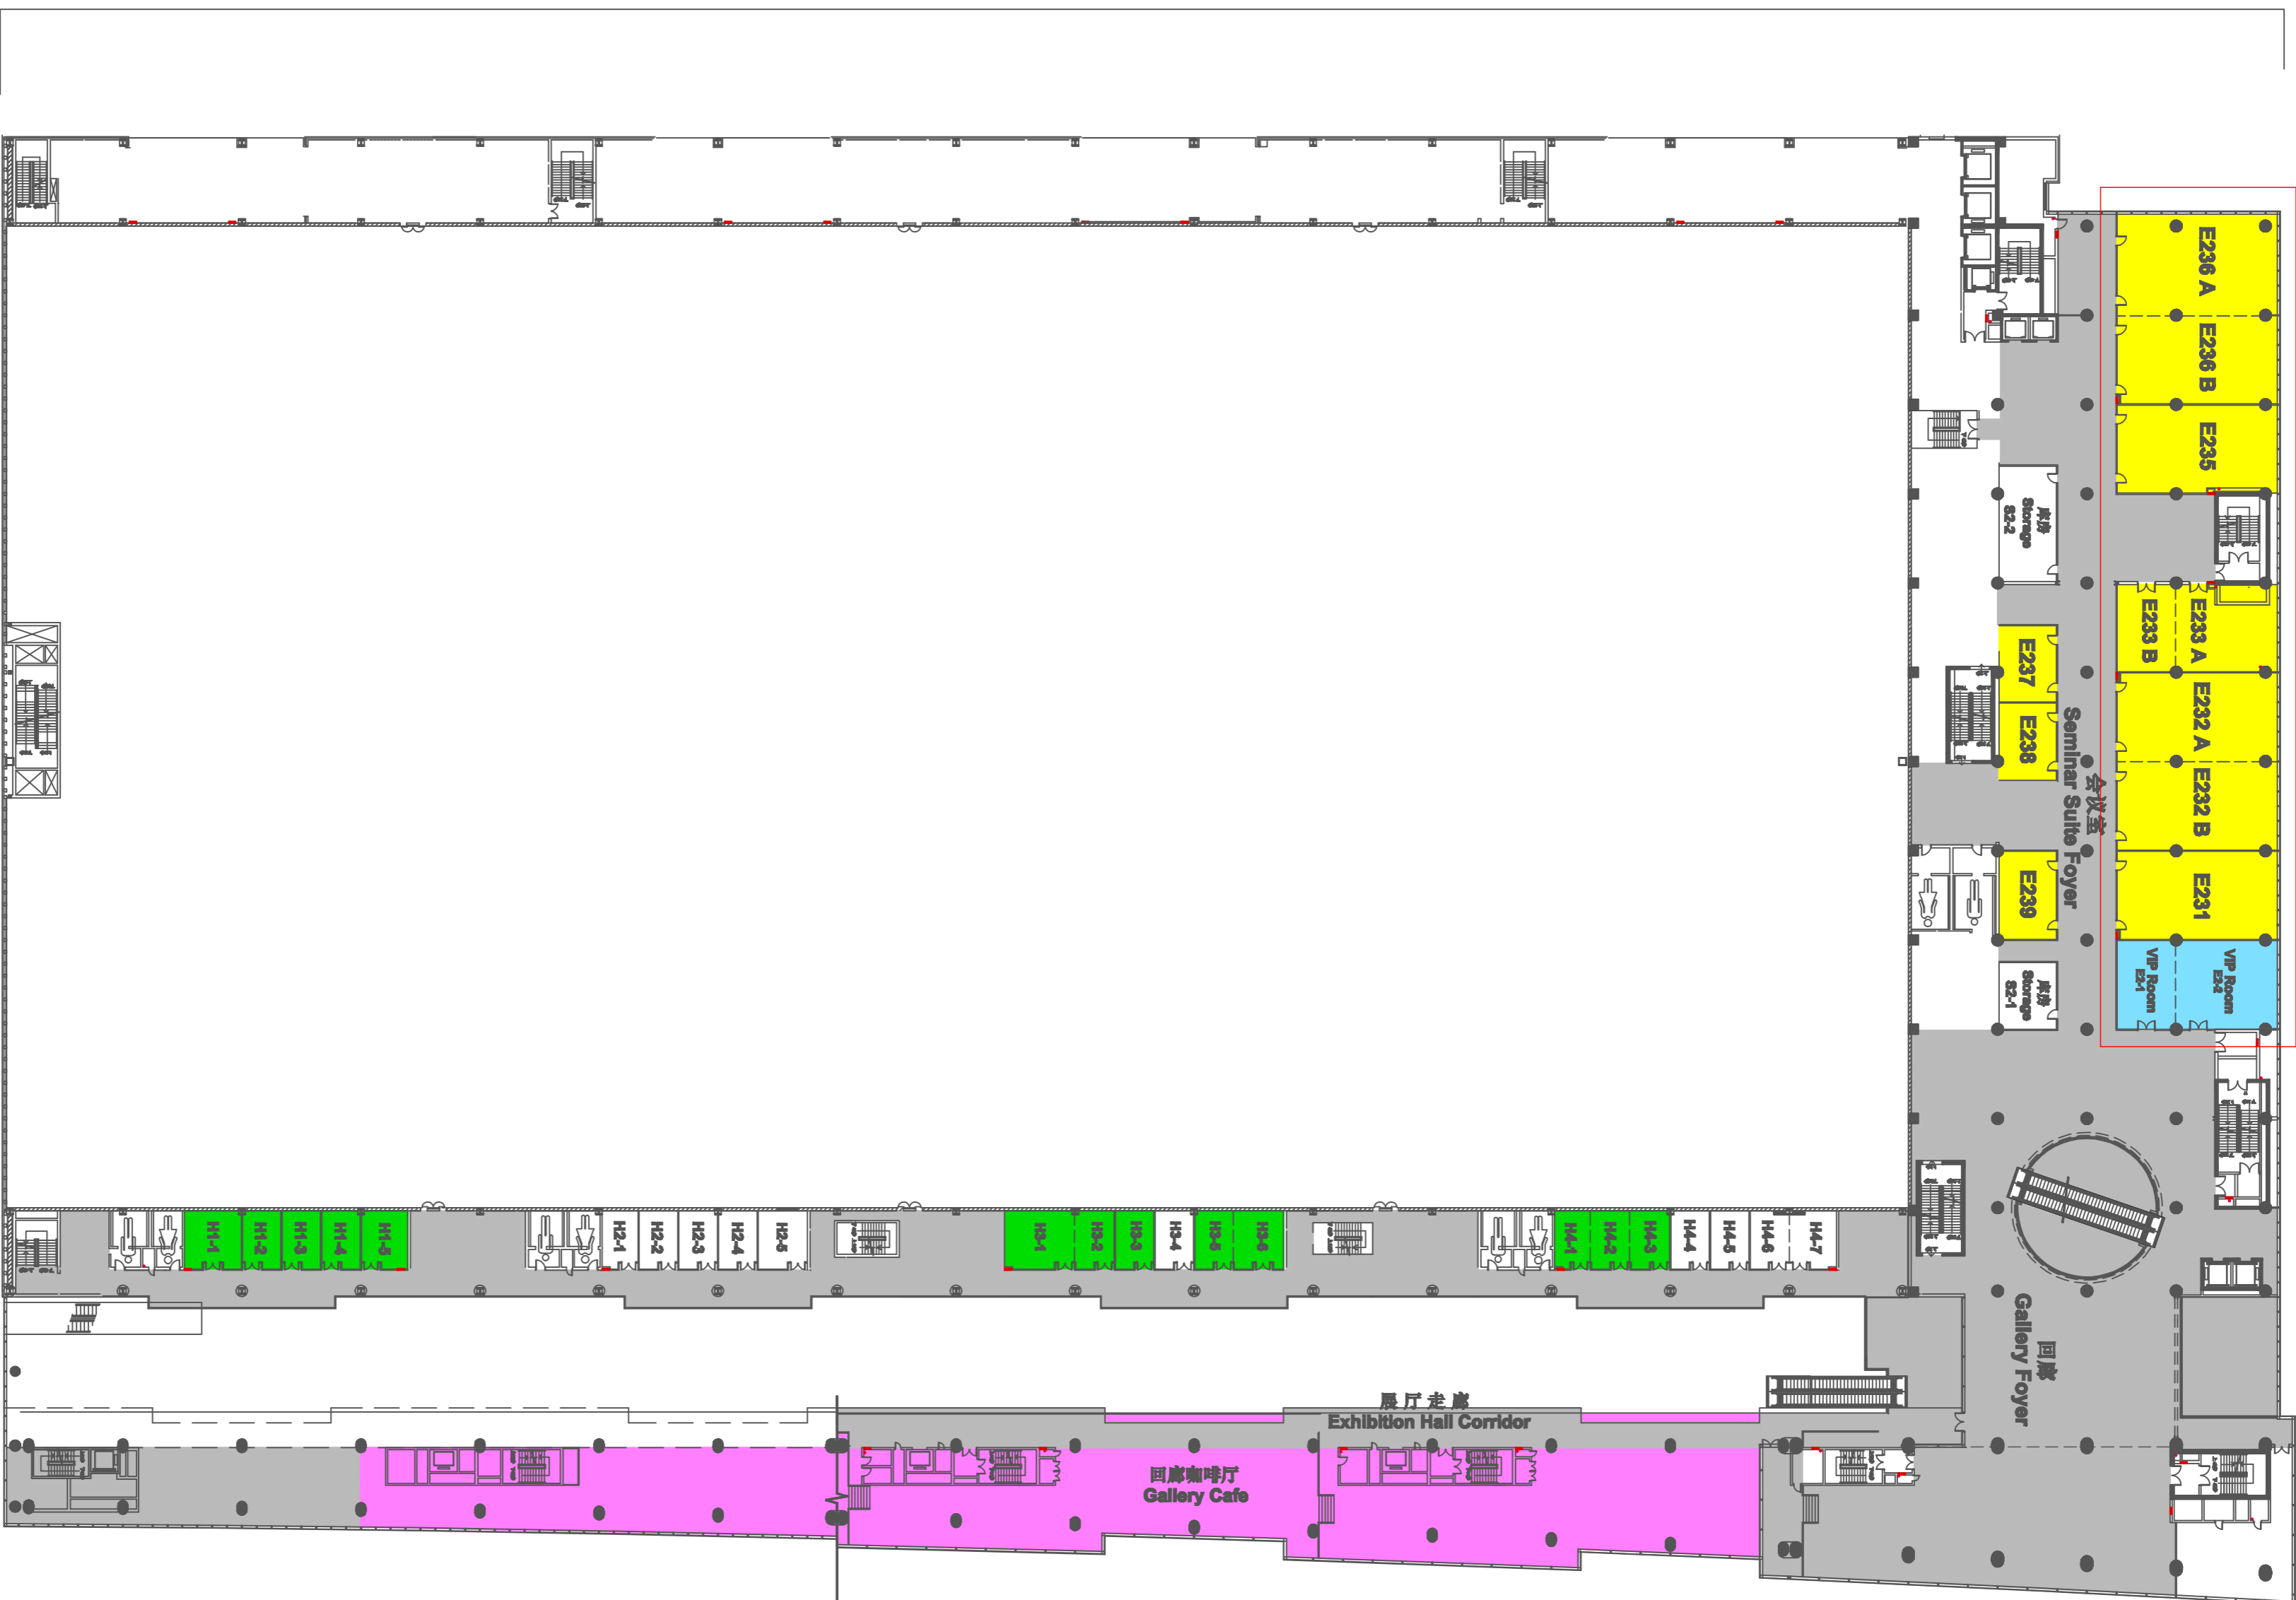 E236 A
E236 B
E235
库房
Storage
S2-2
E233 A
E233 B
E237
E238
E232 A
E232 B
会议室
Seminar Suite Foyer
E239
E231
VIP Room
E2-2
VIP Room
E2-1
库房
Storage
S2-1
H1-1
H1-2
H1-3
H1-4
H1-5
H2-1
H2-2
H2-3
H2-4
H2-5
H3-1
H3-2
H3-3
H3-4
H3-5
H3-6
H4-1
H4-2
H4-3
H4-4
H4-5
H4-6
H4-7
回廊
Gallery Foyer
展厅走廊
Exhibition Hall Corridor
回廊咖啡厅
Gallery Cafe